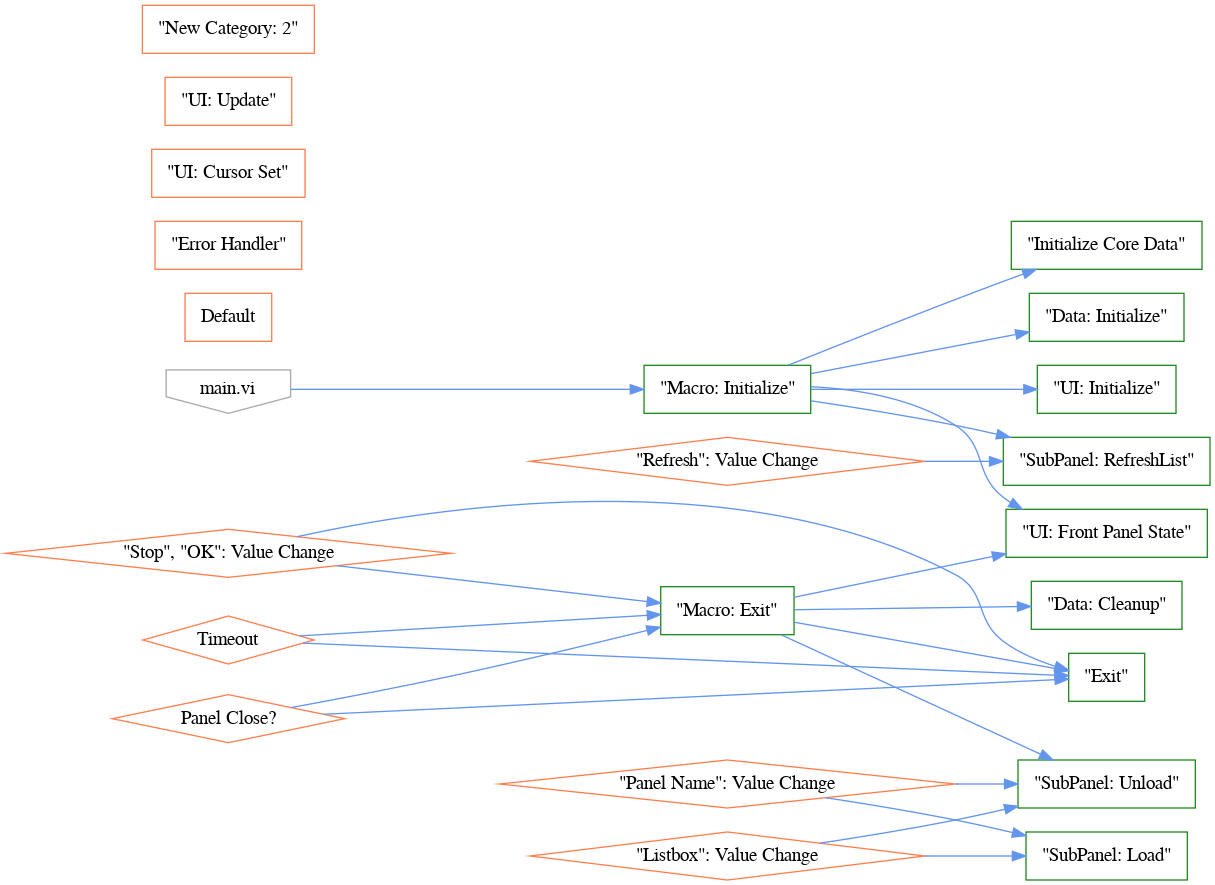 "New Category: 2"
"UI: Update"
"UI: Cursor Set"
"Error Handler"
Default
main.vi
"Macro: Initialize"
"Initialize Core Data"
"Data: Initialize"
"UI: Initialize"
"Refresh": Value Change
"SubPanel: RefreshList"
"UI: Front Panel State"
"Stop", "OK": Value Change
"Macro: Exit"
"Data: Cleanup"
Timeout
"Exit"
Panel Close?
"Panel Name": Value Change
"SubPanel: Unload"
"Listbox": Value Change
"SubPanel: Load"